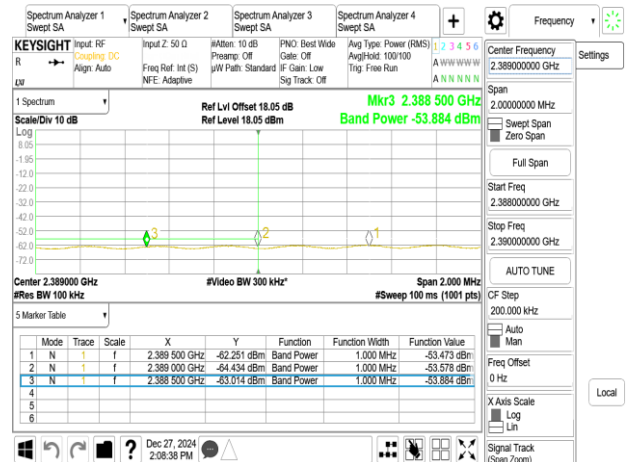 Spectrum Analyzer 1
Swept SA
Spectrum Analyzer 2
Swept SA
Spectrum Analyzer 3
Swept SA
Spectrum Analyzer 4
Swept SA
+
Frequency
KEYSIGHT
R
LXI
Input: RF
Coupling: DC
Align: Auto
Input Z: 50 Ω
Freq Ref: Int (S)
NFE: Adaptive
#Atten: 10 dB
Preamp: Off
µW Path: Standard
PNO: Best Wide
Gate: Off
IF Gain: Low
Sig Track: Off
Avg Type: Power (RMS)
Avg|Hold: 100/100
Trig: Free Run
1 2 3 4 5 6
A W W W W W
A N N N N N
1 Spectrum
Scale/Div 10 dB
Ref Lvl Offset 18.05 dB
Ref Level 18.05 dBm
Mkr3 2.388 500 GHz
Band Power -53.884 dBm
Log
8.05
-1.95
-12.0
-22.0
-32.0
-42.0
-52.0
-62.0
-72.0
3
2
1
Center 2.389000 GHz
#Res BW 100 kHz
#Video BW 300 kHz*
Span 2.000 MHz
#Sweep 100 ms (1001 pts)
5 Marker Table
Mode Trace Scale X Y Function Function Width Function Value
1 N 1 f 2.389 500 GHz -62.251 dBm Band Power 1.000 MHz -53.473 dBm
2 N 1 f 2.389 000 GHz -64.434 dBm Band Power 1.000 MHz -53.578 dBm
3 N 1 f 2.388 500 GHz -63.014 dBm Band Power 1.000 MHz -53.884 dBm
4
5
6
?
Dec 27, 2024
2:08:38 PM
Center Frequency
2.389000000 GHz
Settings
Span
2.00000000 MHz
Swept Span
Zero Span
Full Span
Start Freq
2.388000000 GHz
Stop Freq
2.390000000 GHz
AUTO TUNE
CF Step
200.000 kHz
Auto
Man
Freq Offset
0 Hz
X Axis Scale
Log
Lin
Local
Signal Track
(Span Zoom)